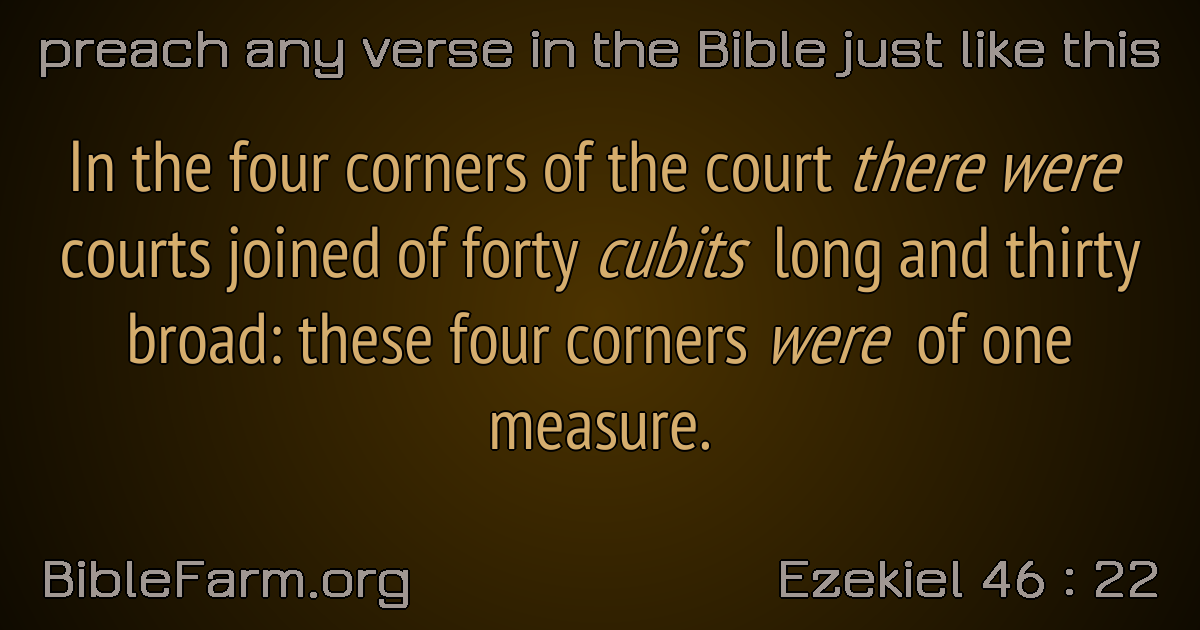 preach any verse in the Bible just like this
In the four corners of the court there were
courts joined of forty cubits long and thirty
broad: these four corners were of one
measure.
BibleFarm.org
Ezekiel 46 : 22